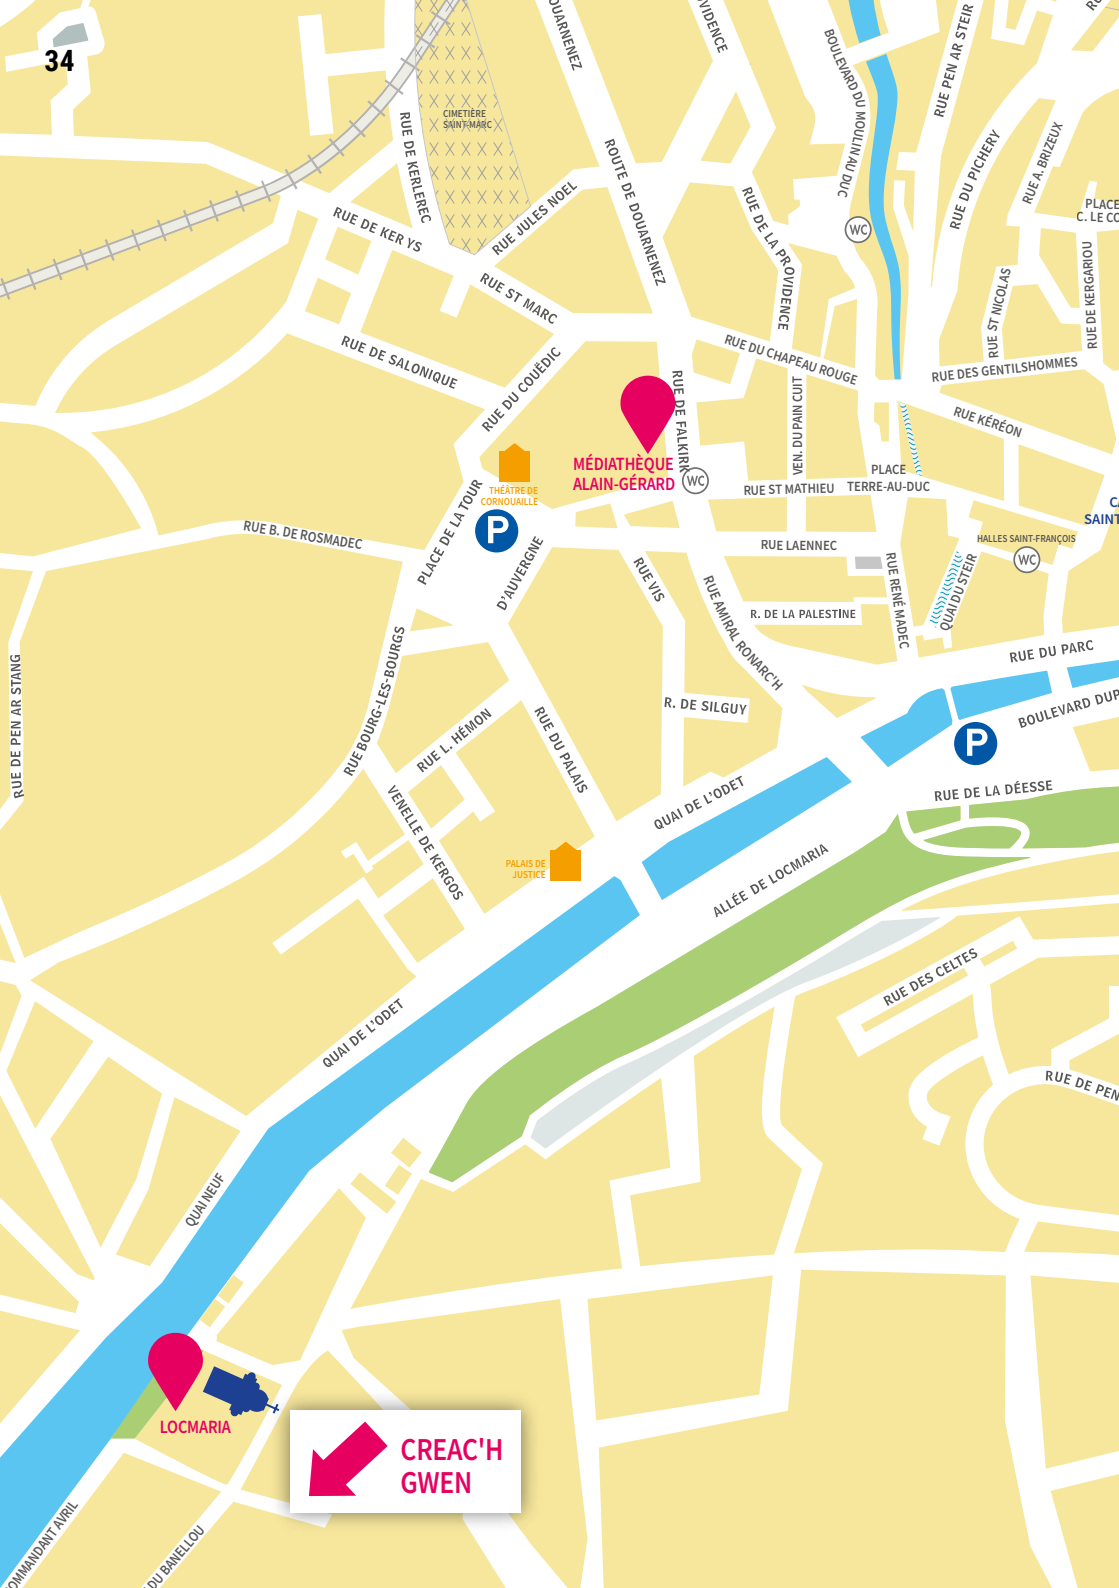 34
CIMETIÈRE
SAINT-MARC
RUE DE KERLEREC
ROUTE DE DOUARNENEZ
BOULEVARD DU MOULIN AU DUC
RUE PEN AR STEIR
RUE DU PICHERY
RUE A. BRIZEUX
PLACE
RUE DE KER YS
RUE JULES NOEL
RUE DE LA PROVIDENCE
WC
RUE ST MARC
RUE ST NICOLAS
RUE DE KERGARIOU
RUE DE SALONIQUE
RUE DU COUËDIC
RUE DU CHAPEAU ROUGE
RUE DES GENTILSHOMMES
RUE DE FALKIRK
VEN. DU PAIN CUIT
RUE KÉRÉON
MÉDIATHÈQUE
ALAIN-GÉRARD
WC
RUE ST MATHIEU
PLACE
TERRE-AU-DUC
THÉÂTRE DE
CORNOUAILLE
P
PLACE DE LA TOUR
D'AUVERGNE
RUE B. DE ROSMADEC
RUE LAENNEC
HALLES SAINT-FRANÇOIS
WC
RUE VIS
RUE AMIRAL RONARC'H
R. DE LA PALESTINE
RUE RENÉ MADEC
QUAI DU STEIR
RUE DU PARC
RUE DE PEN AR STANG
RUE BOURG-LES-BOURGS
R. DE SILGUY
RUE L. HÉMON
RUE DU PALAIS
P
RUE DE LA DÉESSE
VENELLE DE KERGOS
QUAI DE L'ODET
PALAIS DE
JUSTICE
ALLÉE DE LOCMARIA
RUE DES CELTES
QUAI DE L'ODET
QUAI NEUF
LOCMARIA
CREAC'H
GWEN